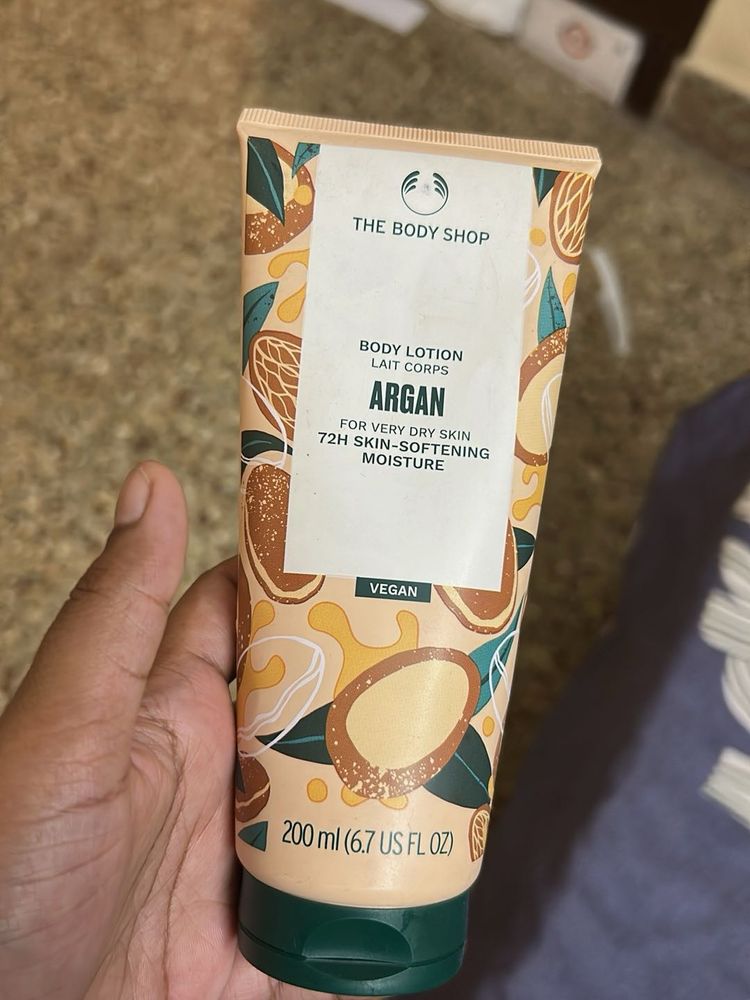 THE BODY SHOP
BODY LOTION
LAIT CORPS
ARGAN
FOR VERY DRY SKIN
72H SKIN-SOFTENING
MOISTURE
VEGAN
200 ml (6.7 US FL OZ)